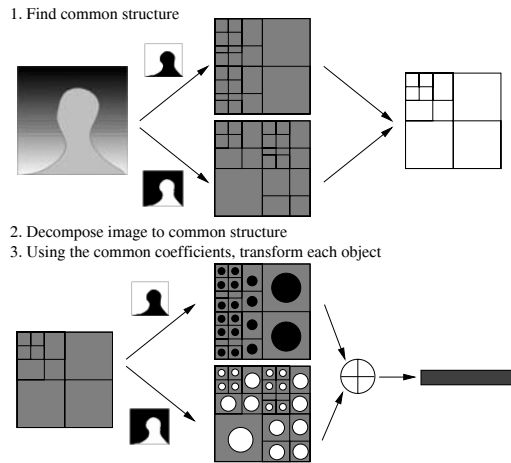 1. Find common structure
2. Decompose image to common structure
3. Using the common coefficients, transform each object